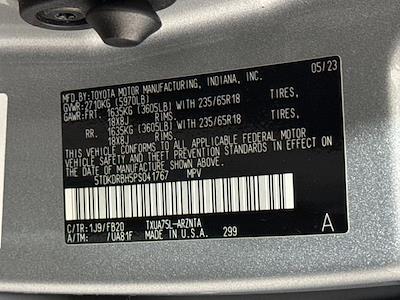 MFD.BY:TOYOTA MOTOR MANUFACTURING, INDIANA, INC. 05/23
GVWR: 2710KG (5970LB)
GAWR:FRT. 1635KG (3605LB) WITH 235/65R18 TIRES,
18X8J RIMS
RR. 1635KG (3605LB) WITH 235/65R18 TIRES,
18X8J RIMS
THIS VEHICLE CONFORMS TO ALL APPLICABLE FEDERAL MOTOR
VEHICLE SAFETY AND THEFT PREVENTION STANDARDS IN
EFFECT ON THE DATE OF MANUFACTURE SHOWN ABOVE.
5TDKDRBH5PS041767 MPV
C/TR: 1J9/FB20 TXUA75L-ARZNTA
A/TM: /UA81F MADE IN U.S.A. 299 A